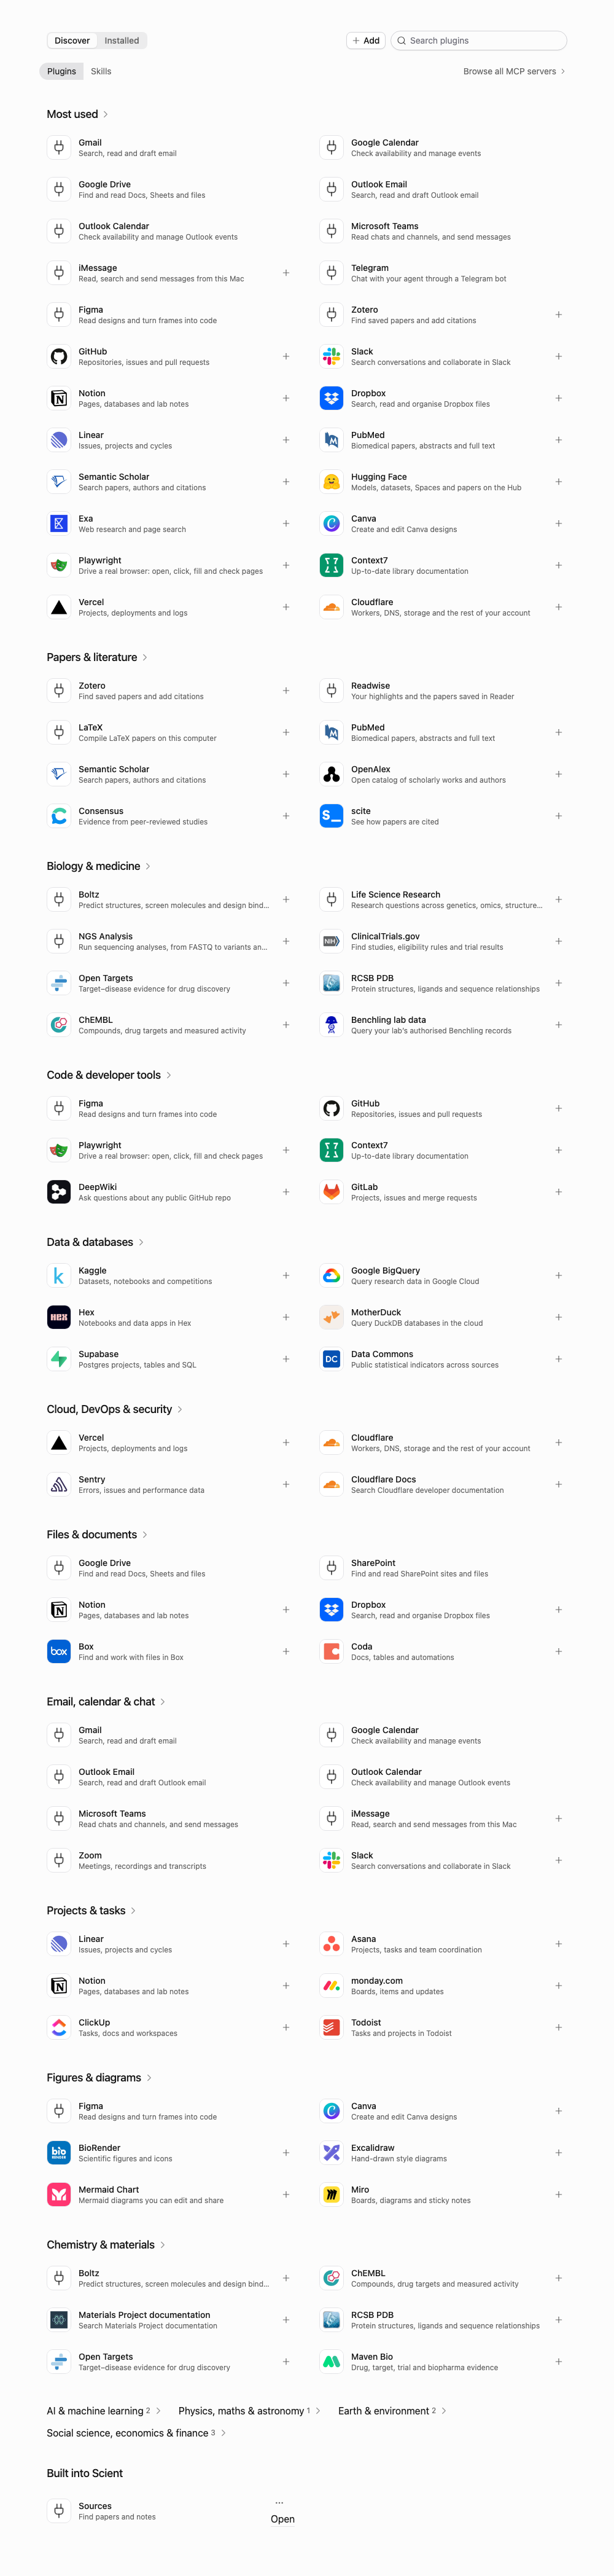 Discover Installed
+ Add
Search plugins
Plugins Skills
Browse all MCP servers
Most used
Gmail
Search, read and draft email
Google Calendar
Check availability and manage events
Google Drive
Find and read Docs, Sheets and files
Outlook Email
Search, read and draft Outlook email
Outlook Calendar
Check availability and manage Outlook events
Microsoft Teams
Read chats and channels, and send messages
iMessage
Read, search and send messages from this Mac
Telegram
Chat with your agent through a Telegram bot
Figma
Read designs and turn frames into code
Zotero
Find saved papers and add citations
GitHub
Repositories, issues and pull requests
Slack
Search conversations and collaborate in Slack
Notion
Pages, databases and lab notes
Dropbox
Search, read and organise Dropbox files
Linear
Issues, projects and cycles
PubMed
Biomedical papers, abstracts and full text
Semantic Scholar
Search papers, authors and citations
Hugging Face
Models, datasets, Spaces and papers on the Hub
Exa
Web research and page search
Canva
Create and edit Canva designs
Playwright
Drive a real browser: open, click, fill and check pages
Context7
Up-to-date library documentation
Vercel
Projects, deployments and logs
Cloudflare
Workers, DNS, storage and the rest of your account
Papers & literature
Zotero
Find saved papers and add citations
Readwise
Your highlights and the papers saved in Reader
LaTeX
Compile LaTeX papers on this computer
PubMed
Biomedical papers, abstracts and full text
Semantic Scholar
Search papers, authors and citations
OpenAlex
Open catalog of scholarly works and authors
Consensus
Evidence from peer-reviewed studies
scite
See how papers are cited
Biology & medicine
Boltz
Predict structures, screen molecules and design bind...
Life Science Research
Research questions across genetics, omics, structure...
NGS Analysis
Run sequencing analyses, from FASTQ to variants an...
NIH
ClinicalTrials.gov
Find studies, eligibility rules and trial results
Open Targets
Target–disease evidence for drug discovery
RCSB PDB
Protein structures, ligands and sequence relationships
ChEMBL
Compounds, drug targets and measured activity
Benchling lab data
Query your lab's authorised Benchling records
Code & developer tools
Figma
Read designs and turn frames into code
GitHub
Repositories, issues and pull requests
Playwright
Drive a real browser: open, click, fill and check pages
Context7
Up-to-date library documentation
DeepWiki
Ask questions about any public GitHub repo
GitLab
Projects, issues and merge requests
Data & databases
Kaggle
Datasets, notebooks and competitions
Google BigQuery
Query research data in Google Cloud
HEX
Hex
Notebooks and data apps in Hex
MotherDuck
Query DuckDB databases in the cloud
Supabase
Postgres projects, tables and SQL
DC
Data Commons
Public statistical indicators across sources
Cloud, DevOps & security
Vercel
Projects, deployments and logs
Cloudflare
Workers, DNS, storage and the rest of your account
Sentry
Errors, issues and performance data
Cloudflare Docs
Search Cloudflare developer documentation
Files & documents
Google Drive
Find and read Docs, Sheets and files
SharePoint
Find and read SharePoint sites and files
Notion
Pages, databases and lab notes
Dropbox
Search, read and organise Dropbox files
box
Box
Find and work with files in Box
Coda
Docs, tables and automations
Email, calendar & chat
Gmail
Search, read and draft email
Google Calendar
Check availability and manage events
Outlook Email
Search, read and draft Outlook email
Outlook Calendar
Check availability and manage Outlook events
Microsoft Teams
Read chats and channels, and send messages
iMessage
Read, search and send messages from this Mac
Zoom
Meetings, recordings and transcripts
Slack
Search conversations and collaborate in Slack
Projects & tasks
Linear
Issues, projects and cycles
Asana
Projects, tasks and team coordination
Notion
Pages, databases and lab notes
monday.com
Boards, items and updates
ClickUp
Tasks, docs and workspaces
Todoist
Tasks and projects in Todoist
Figures & diagrams
Figma
Read designs and turn frames into code
Canva
Create and edit Canva designs
bio
BioRender
Scientific figures and icons
Excalidraw
Hand-drawn style diagrams
Mermaid Chart
Mermaid diagrams you can edit and share
Miro
Boards, diagrams and sticky notes
Chemistry & materials
Boltz
Predict structures, screen molecules and design bind...
ChEMBL
Compounds, drug targets and measured activity
Materials Project documentation
Search Materials Project documentation
RCSB PDB
Protein structures, ligands and sequence relationships
Open Targets
Target–disease evidence for drug discovery
Maven Bio
Drug, target, trial and biopharma evidence
AI & machine learning 2
Physics, maths & astronomy 1
Earth & environment 2
Social science, economics & finance 3
Built into Scient
Sources
Find papers and notes
...
Open